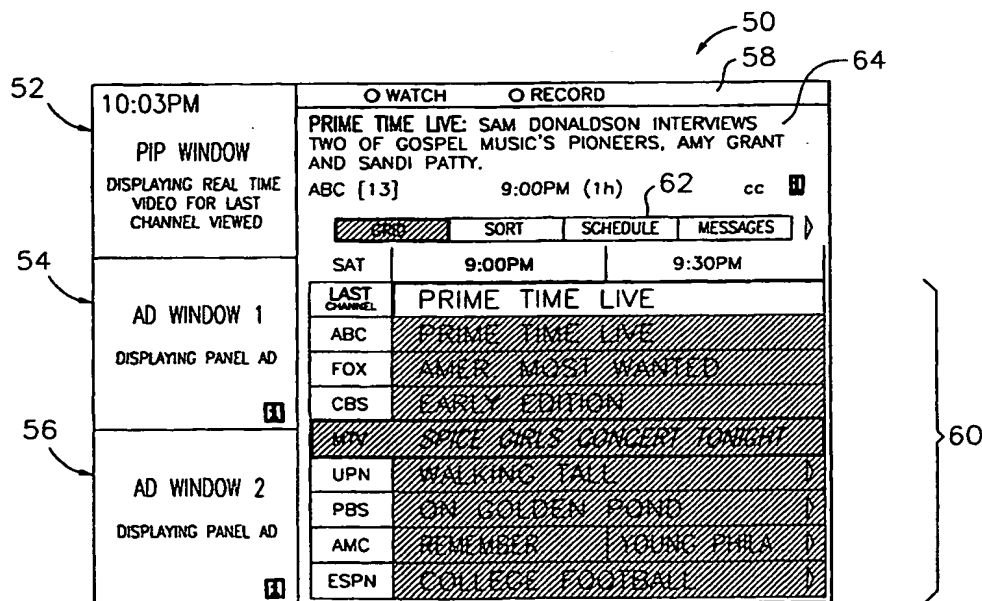 50
52
58
64
10:03PM
PIP WINDOW
DISPLAYING REAL TIME
VIDEO FOR LAST
CHANNEL VIEWED
O WATCH O RECORD
PRIME TIME LIVE: SAM DONALDSON INTERVIEWS
TWO OF GOSPEL MUSIC'S PIONEERS, AMY GRANT
AND SANDI PATTY.
ABC [13] 9:00PM (1h) 62 cc
GRID SORT SCHEDULE MESSAGES
54
AD WINDOW 1
DISPLAYING PANEL AD
56
AD WINDOW 2
DISPLAYING PANEL AD
SAT 9:00PM 9:30PM
LAST CHANNEL PRIME TIME LIVE
ABC PRIME TIME LIVE
FOX AMER. MOST WANTED
CBS EARLY EDITION
MTV SPICE GIRLS CONCERT TONIGHT
UPN WALKING TALL
PBS ON GOLDEN POND
AMC REMEMBER YOUNG PHILA
ESPN COLLEGE FOOTBALL
60